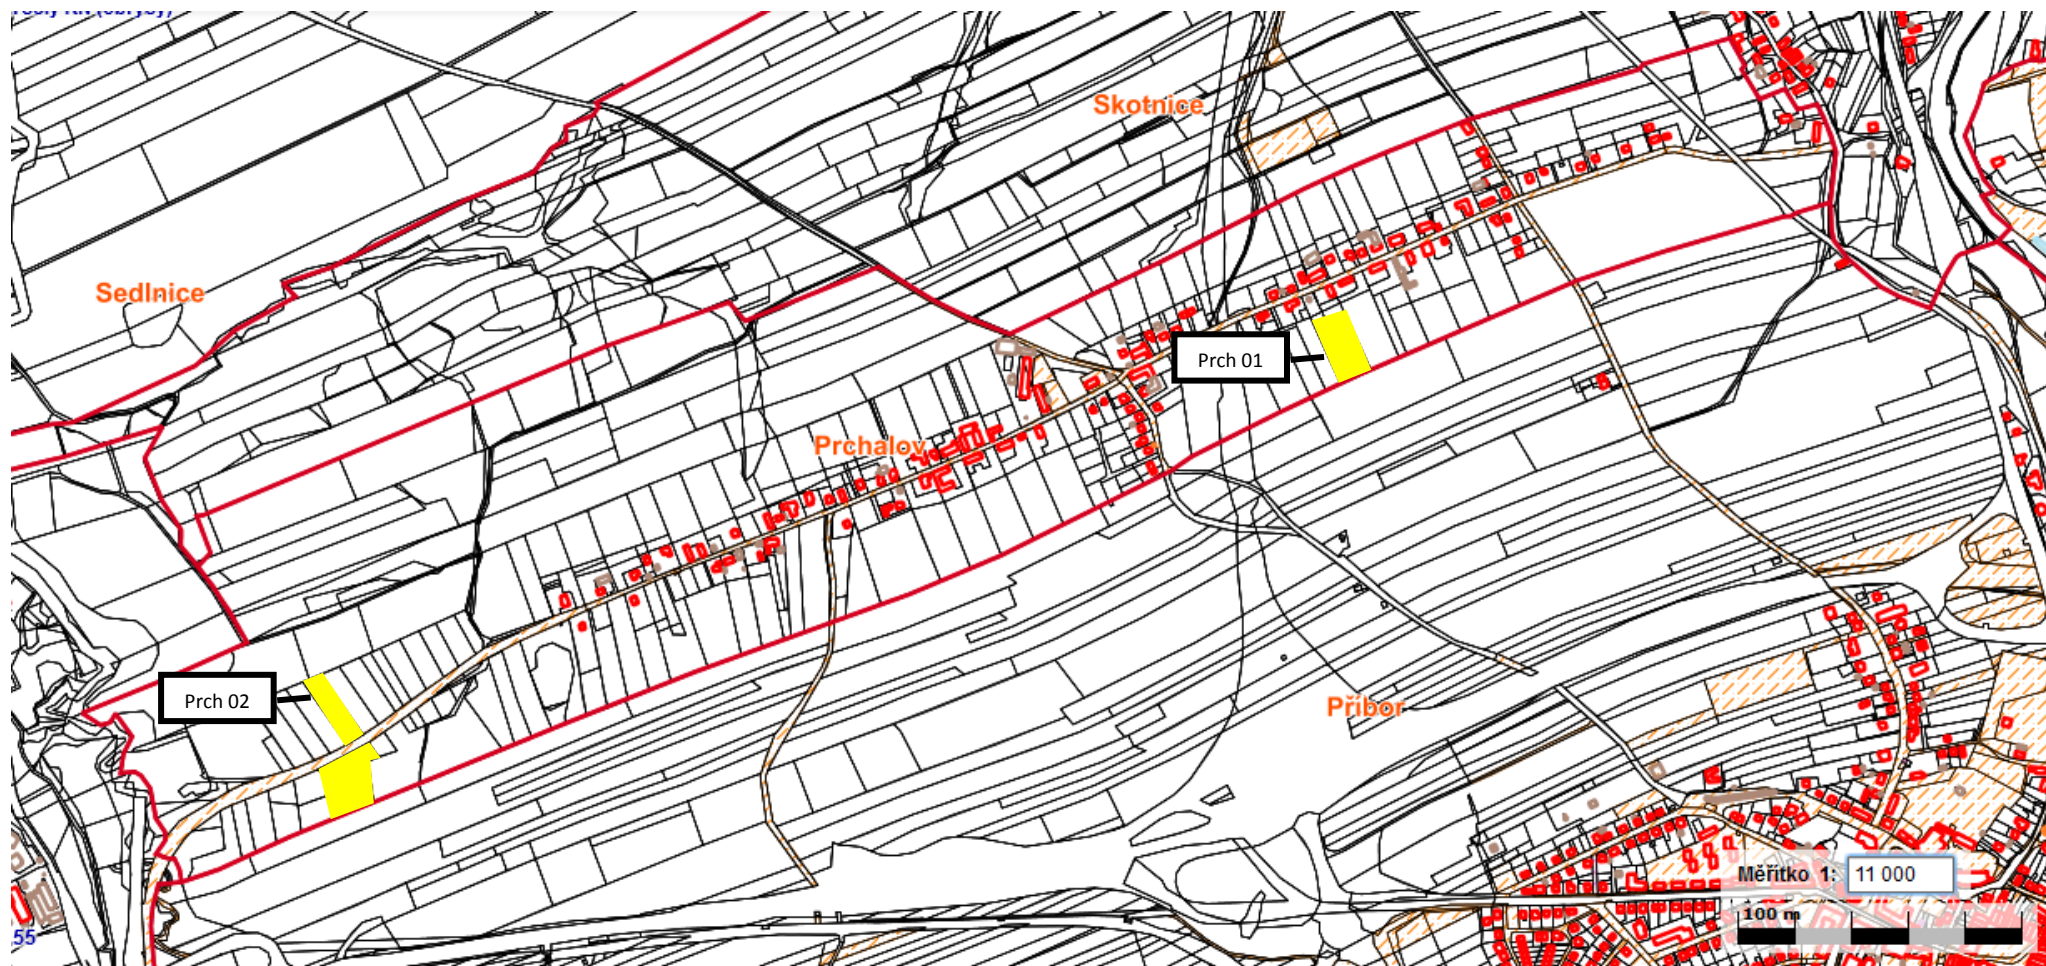 Skotnice
Sedlnice
Prch 01
Prchalov
Prch 02
Příbor
Měřítko 1: 11 000
100 m
55